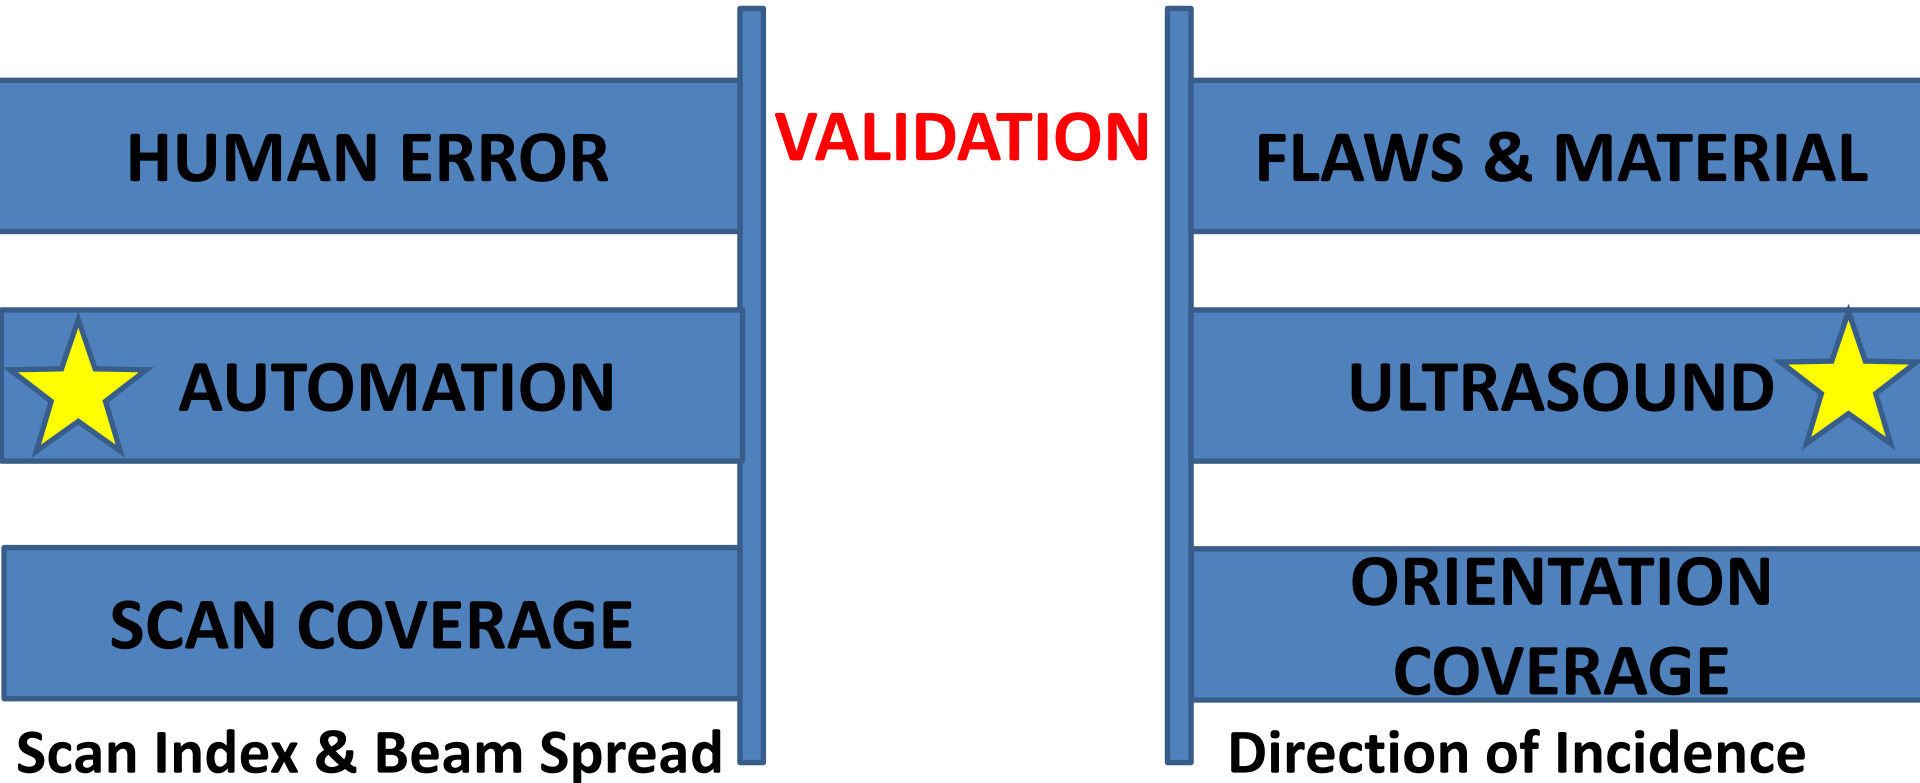 HUMAN ERROR
VALIDATION
FLAWS & MATERIAL
AUTOMATION
ULTRASOUND
SCAN COVERAGE
ORIENTATION
COVERAGE
Scan Index & Beam Spread
Direction of Incidence